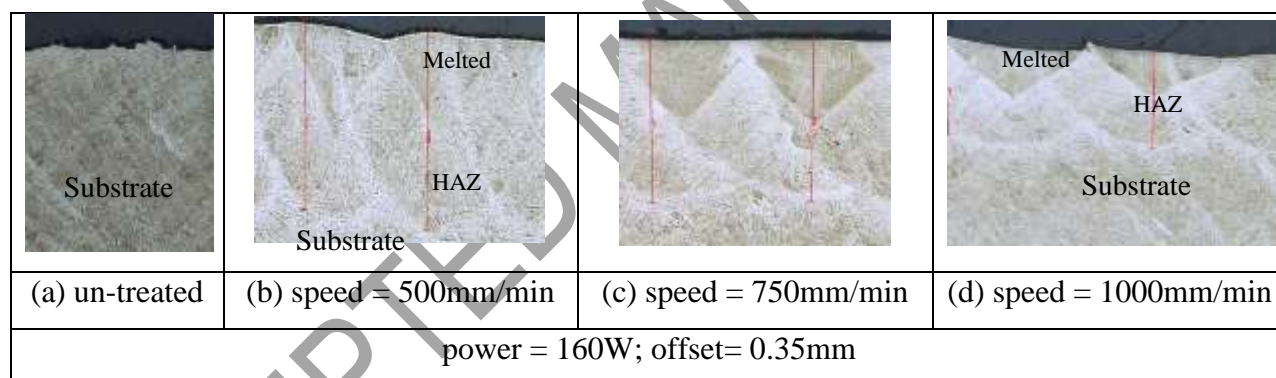 Substrate
Melted
HAZ
Substrate
Melted
HAZ
Substrate
(a) un-treated
(b) speed = 500mm/min
(c) speed = 750mm/min
(d) speed = 1000mm/min
power = 160W; offset= 0.35mm